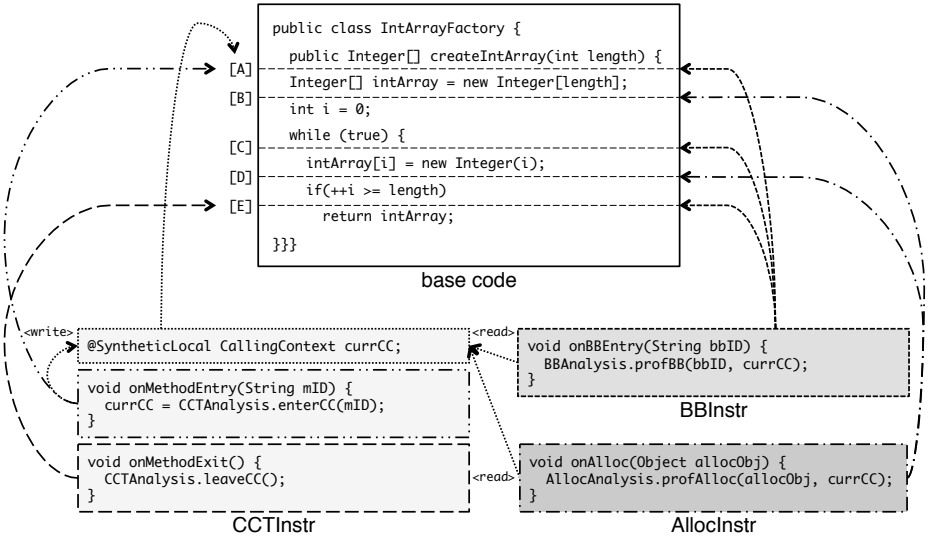 public class IntArrayFactory {
public Integer[] createIntArray(int length) {
[A]
Integer[] intArray = new Integer[length];
[B]
int i = 0;
while (true) {
[C]
intArray[i] = new Integer(i);
[D]
if(++i >= length)
[E]
return intArray;
}}}
base code
<write>
@SyntheticLocal CallingContext currCC;
<read>
void onMethodEntry(String mID) {
currCC = CCTAnalysis.enterCC(mID);
}
void onMethodExit() {
CCTAnalysis.leaveCC();
}
CCTInstr
void onBBEntry(String bbID) {
BBAnalysis.profBB(bbID, currCC);
}
BBInstr
<read>
void onAlloc(Object allocObj) {
AllocAnalysis.profAlloc(allocObj, currCC);
}
AllocInstr